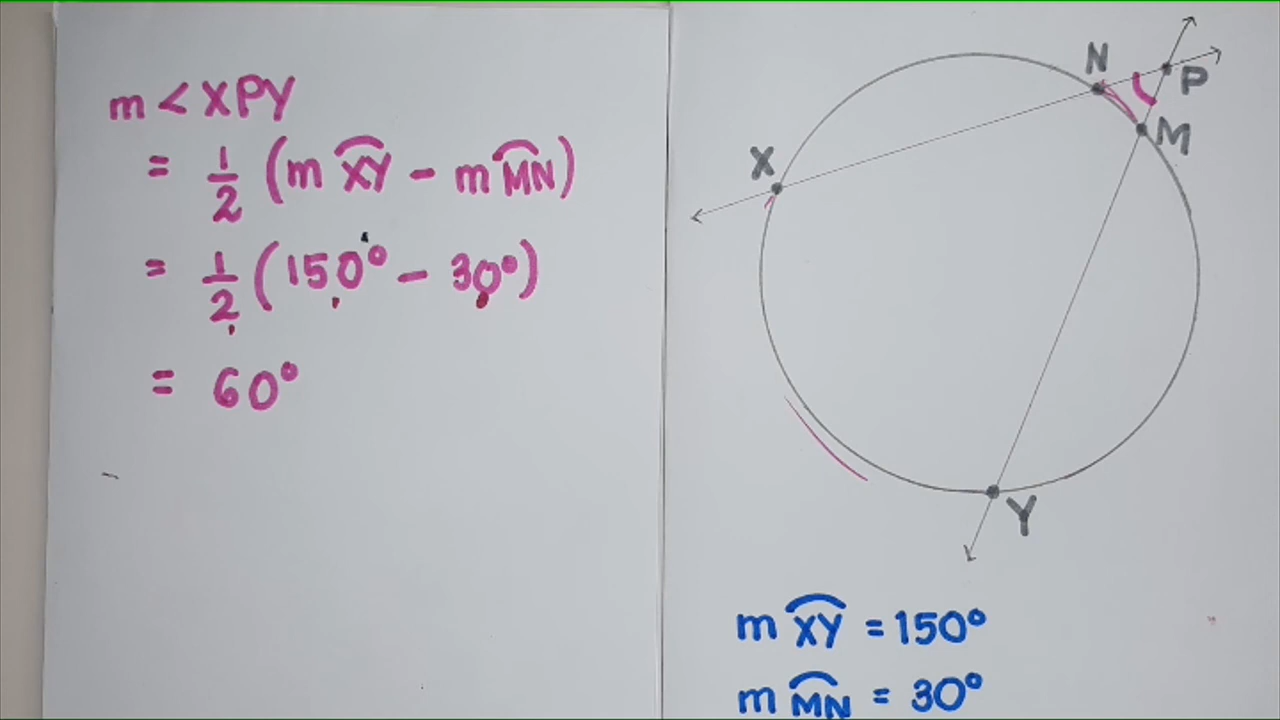 m < XPY
= 1/2 (m XY - m MN)
= 1/2 (150° - 30°)
= 60°
N
P
M
X
Y
m XY = 150°
m MN = 30°